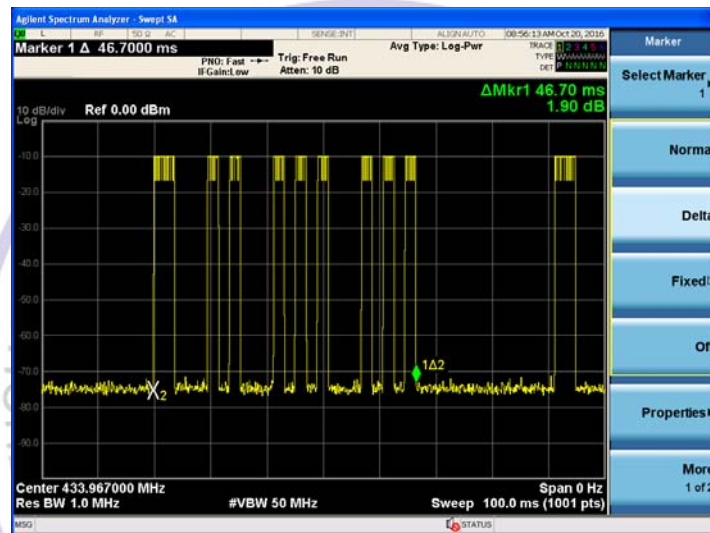 Agilent Spectrum Analyzer - Swept SA
L RF 50 Ω AC SENSE:INT ALIGN AUTO 08:56:13 AM Oct 20, 2016
Marker 1 Δ 46.7000 ms
PNO: Fast
IFGain:Low
Trig: Free Run
Atten: 10 dB
Avg Type: Log-Pwr
TRACE 1 2 3 4 5 6
TYPE
DET P N N N N N
ΔMkr1 46.70 ms
1.90 dB
10 dB/div Ref 0.00 dBm
Log
-10.0
-20.0
-30.0
-40.0
-50.0
-60.0
-70.0
-80.0
-90.0
1Δ2
2
Center 433.967000 MHz
Span 0 Hz
Res BW 1.0 MHz
#VBW 50 MHz
Sweep 100.0 ms (1001 pts)
MSG
STATUS
Marker
Select Marker
1
Norma
Delta
Fixed
Of
Properties
More
1 of 2